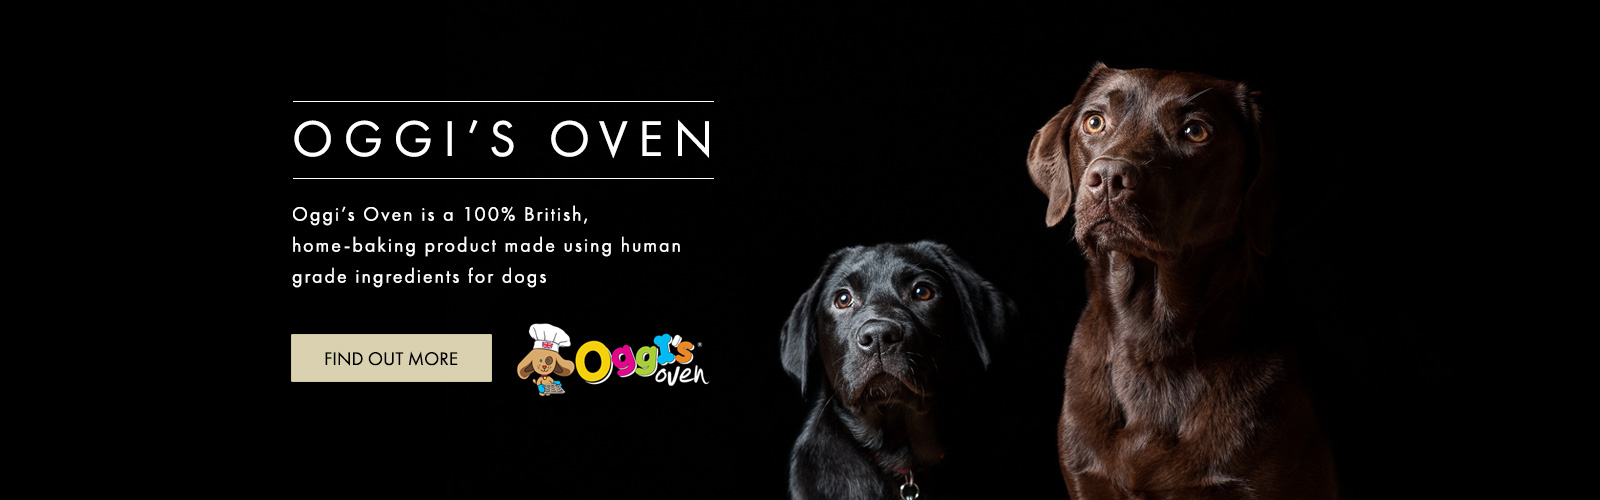 OGGI’S OVEN
Oggi’s Oven is a 100% British,
home-baking product made using human
grade ingredients for dogs
FIND OUT MORE
OggI’s®
oven